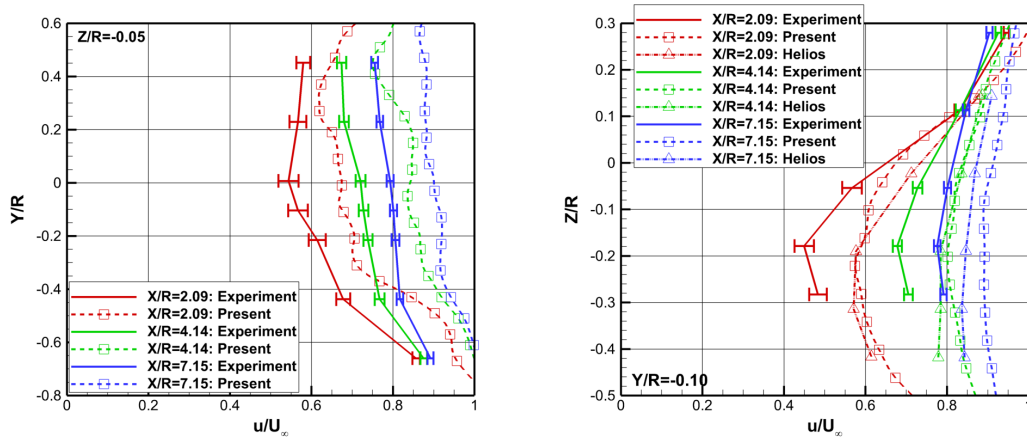 Z/R=-0.05
0.6
0.4
0.2
0
-0.2
-0.4
-0.6
-0.8
Y/R
X/R=2.09: Experiment
X/R=2.09: Present
X/R=4.14: Experiment
X/R=4.14: Present
X/R=7.15: Experiment
X/R=7.15: Present
0 0.2 0.4 0.6 0.8 1
u/U∞
X/R=2.09: Experiment
X/R=2.09: Present
X/R=2.09: Helios
X/R=4.14: Experiment
X/R=4.14: Present
X/R=4.14: Helios
X/R=7.15: Experiment
X/R=7.15: Present
X/R=7.15: Helios
0.3
0.2
0.1
0
-0.1
-0.2
-0.3
-0.4
-0.5
Z/R
Y/R=-0.10
0 0.2 0.4 0.6 0.8 1
u/U∞